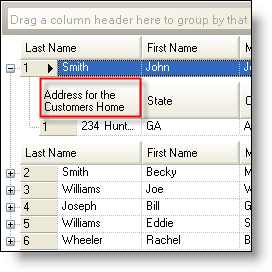 Drag a column header here to group by that
Last Name First Name
1 Smith John
Address for the
Customers Home State
1 234 Hunt... GA
Last Name First Name
2 Smith Becky
3 Williams Joe
4 Joseph Bill
5 Williams Eddie
6 Wheeler Rachel